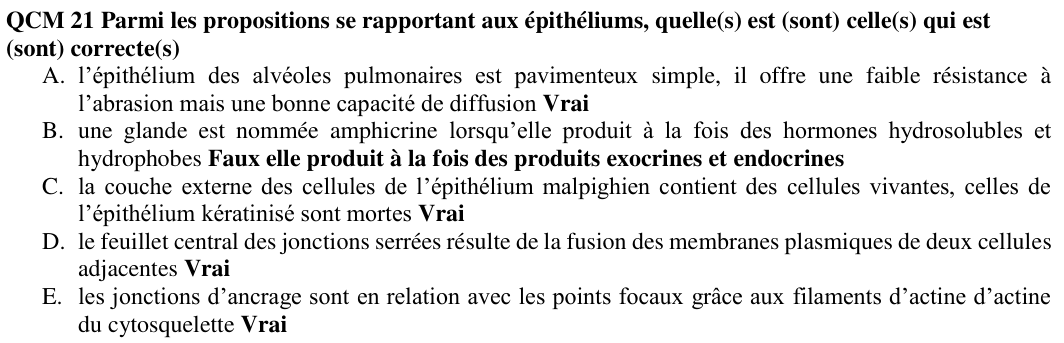 QCM 21 Parmi les propositions se rapportant aux épithéliums, quelle(s) est (sont) celle(s) qui est
(sont) correcte(s)
A. l’épithélium des alvéoles pulmonaires est pavimenteux simple, il offre une faible résistance à
l’abrasion mais une bonne capacité de diffusion Vrai
B. une glande est nommée amphicrine lorsqu’elle produit à la fois des hormones hydrosolubles et
hydrophobes Faux elle produit à la fois des produits exocrines et endocrines
C. la couche externe des cellules de l’épithélium malpighien contient des cellules vivantes, celles de
l’épithélium kératinisé sont mortes Vrai
D. le feuillet central des jonctions serrées résulte de la fusion des membranes plasmiques de deux cellules
adjacentes Vrai
E. les jonctions d’ancrage sont en relation avec les points focaux grâce aux filaments d’actine d’actine
du cytosquelette Vrai